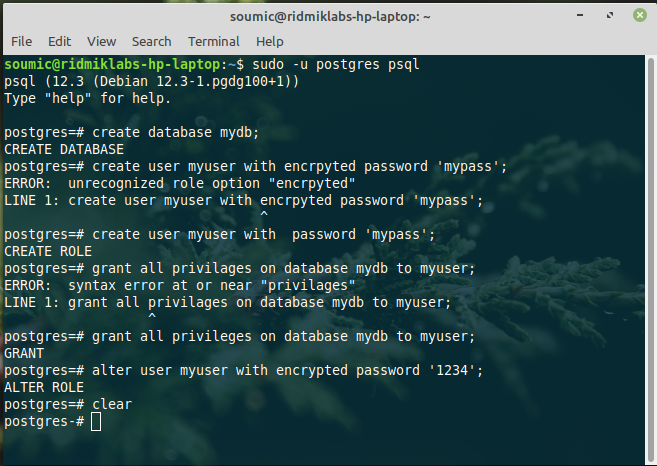 soumic@ridmiklabs-hp-laptop: ~
File Edit View Search Terminal Help
soumic@ridmiklabs-hp-laptop:~$ sudo -u postgres psql
psql (12.3 (Debian 12.3-1.pgdg100+1))
Type "help" for help.
postgres=# create database mydb;
CREATE DATABASE
postgres=# create user myuser with encrpyted password 'mypass';
ERROR:  unrecognized role option "encrpyted"
LINE 1: create user myuser with encrpyted password 'mypass';
^
postgres=# create user myuser with  password 'mypass';
CREATE ROLE
postgres=# grant all privilages on database mydb to myuser;
ERROR:  syntax error at or near "privilages"
LINE 1: grant all privilages on database mydb to myuser;
^
postgres=# grant all privileges on database mydb to myuser;
GRANT
postgres=# alter user myuser with encrypted password '1234';
ALTER ROLE
postgres=# clear
postgres-#